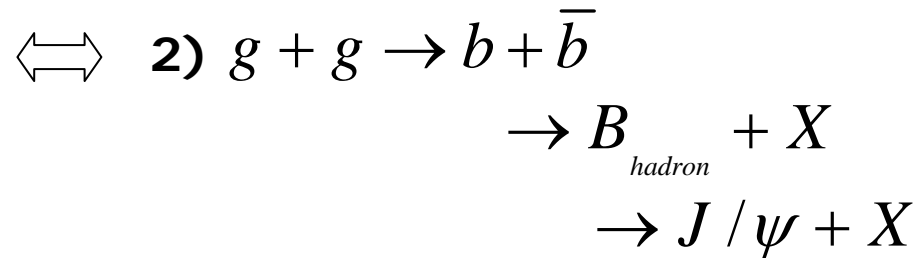 ⇔ 2) g + g → b + b̅
→ B_hadron + X
→ J / ψ + X